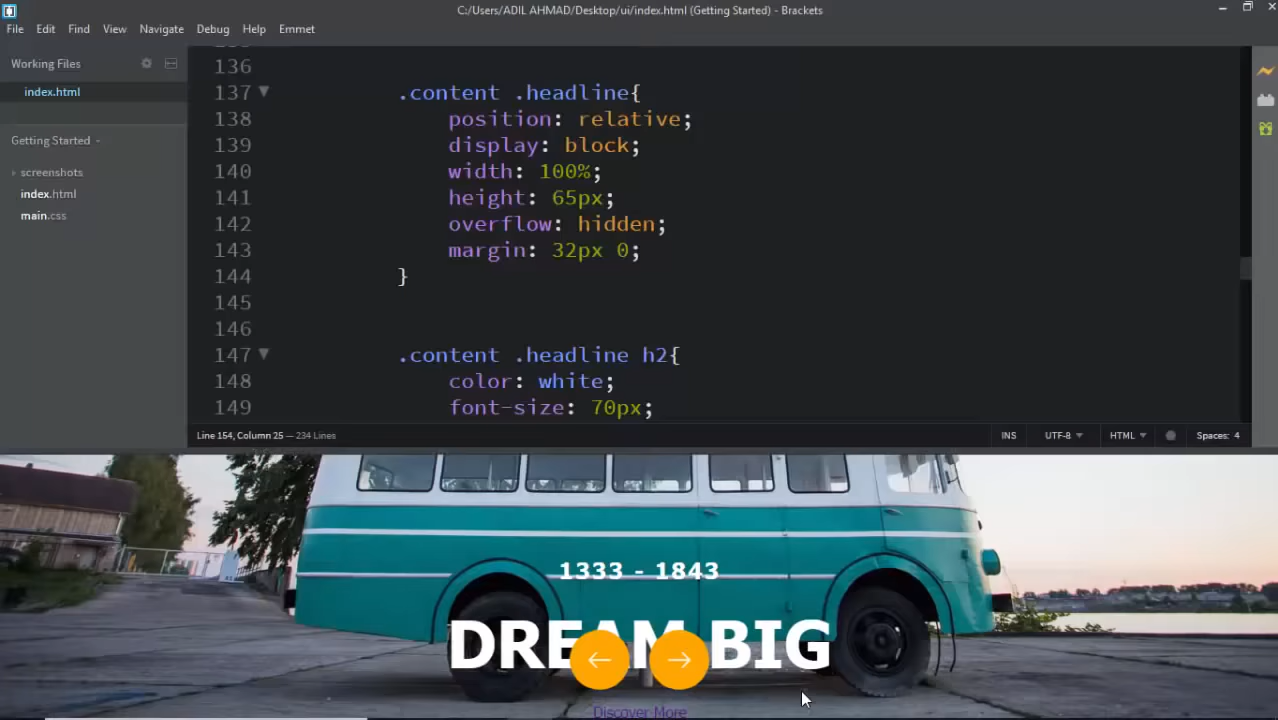 C:/Users/ADIL AHMAD/Desktop/ui/index.html (Getting Started) - Brackets
File Edit Find View Navigate Debug Help Emmet
Working Files
index.html
Getting Started
screenshots
index.html
main.css
136
137 .content .headline{
138 position: relative;
139 display: block;
140 width: 100%;
141 height: 65px;
142 overflow: hidden;
143 margin: 32px 0;
144 }
145
146
147 .content .headline h2{
148 color: white;
149 font-size: 70px;
Line 154, Column 25 — 234 Lines
INS UTF-8 HTML Spaces: 4
1333 - 1843
DREAM BIG
Discover More